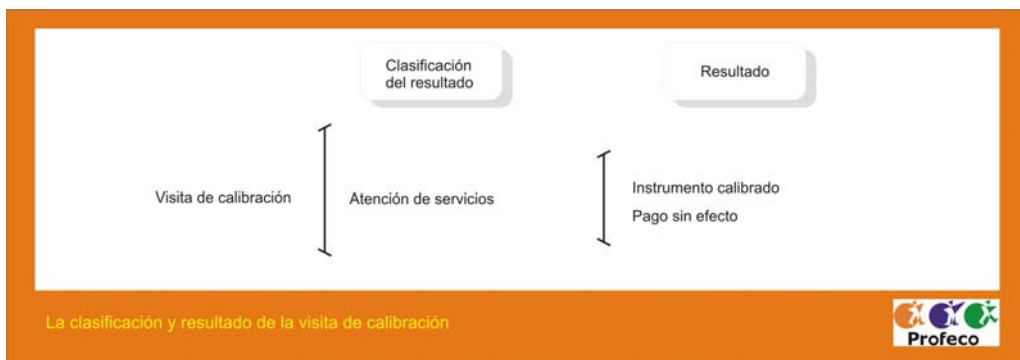 Clasificación
del resultado
Resultado
Visita de calibración
Atención de servicios
Instrumento calibrado
Pago sin efecto
La clasificación y resultado de la visita de calibración
Profeco